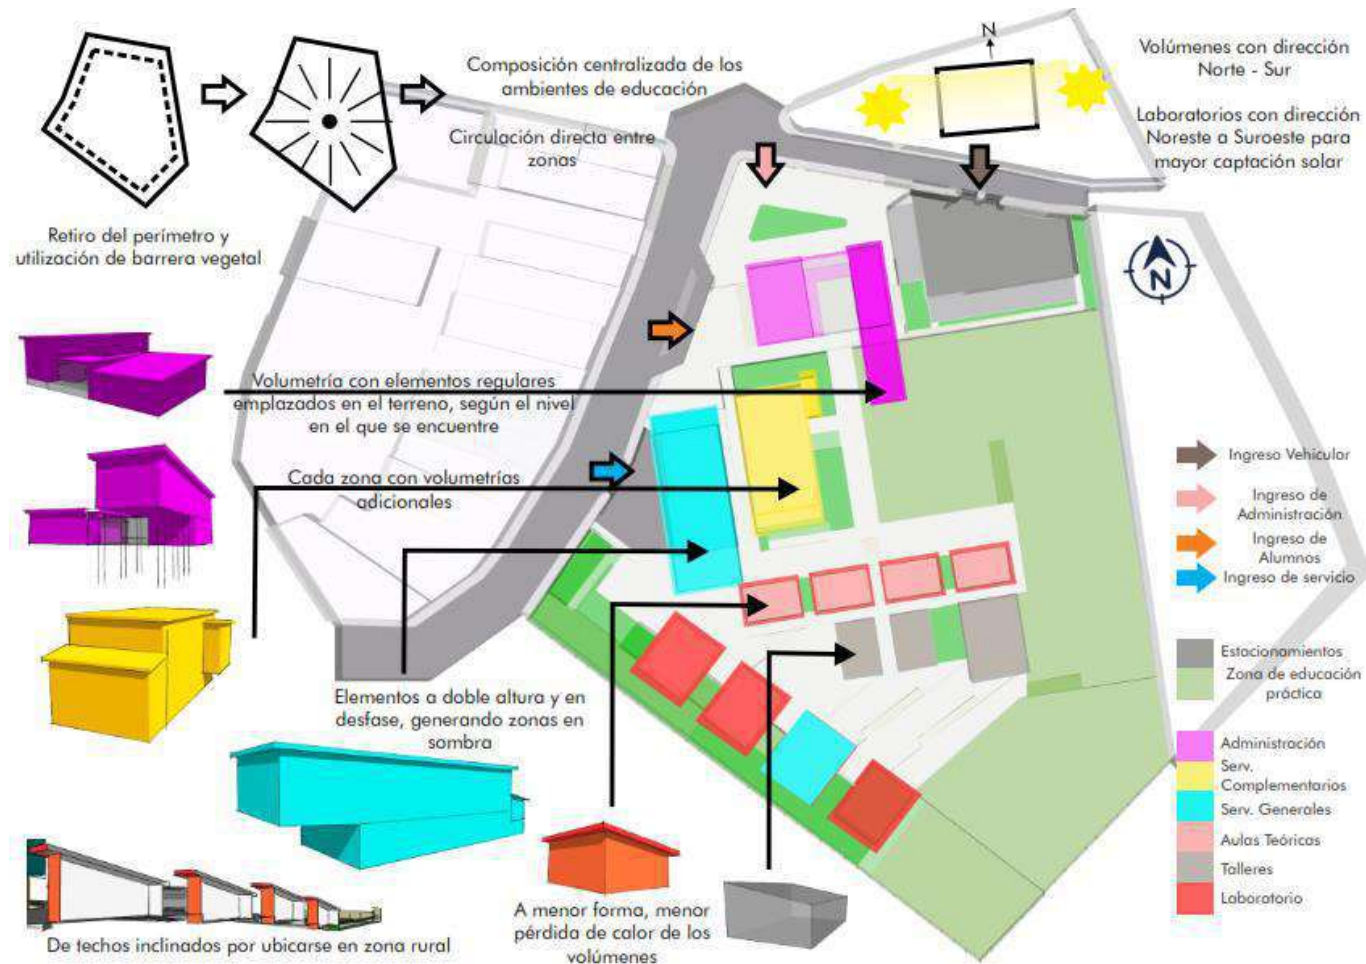 Composición centralizada de los
ambientes de educación
Circulación directa entre
zonas
N
Volúmenes con dirección
Norte - Sur
Laboratorios con dirección
Noreste a Suroeste para
mayor captación solar
Retiro del perímetro y
utilización de barrera vegetal
N
Volumetría con elementos regulares
emplazados en el terreno, según el nivel
en el que se encuentre
Cada zona con volumetrías
adicionales
Ingreso Vehicular
Ingreso de
Administración
Ingreso de
Alumnos
Ingreso de servicio
Estacionamientos
Zona de educación
práctica
Administración
Serv.
Complementarios
Serv. Generales
Aulas Teóricas
Talleres
Laboratorio
Elementos a doble altura y en
desfase, generando zonas en
sombra
A menor forma, menor
pérdida de calor de los
volúmenes
De techos inclinados por ubicarse en zona rural